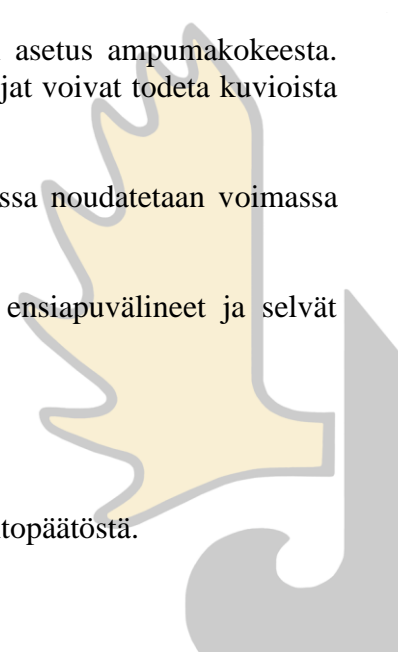 asetus ampumakokeesta.
jat voivat todeta kuvioista
ssa noudatetaan voimassa
ensiapuvälineet ja selvät
topäätöstä.